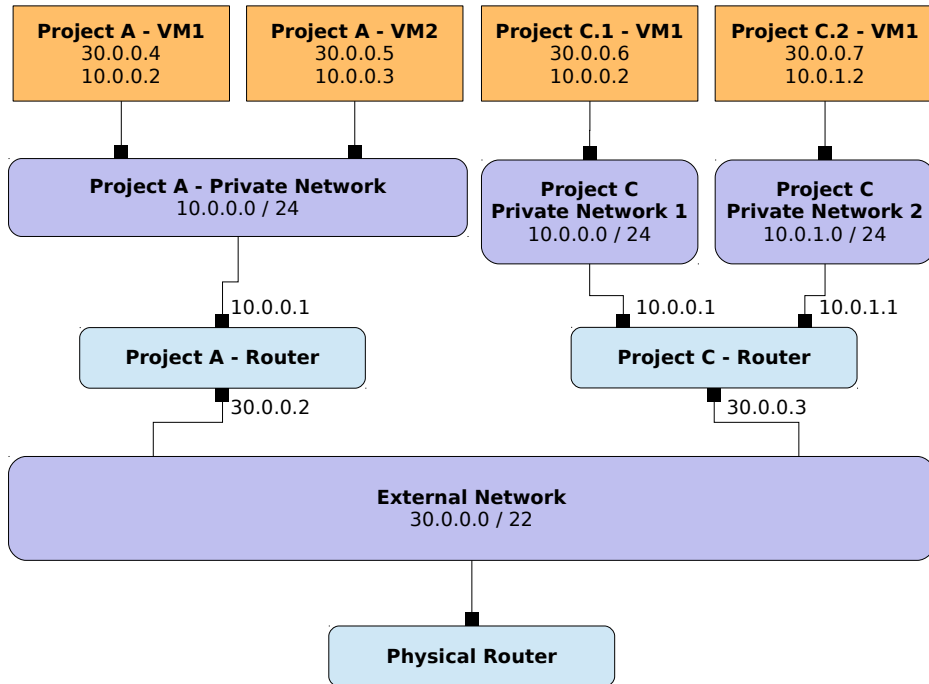 Project A - VM1
30.0.0.4
10.0.0.2
Project A - VM2
30.0.0.5
10.0.0.3
Project C.1 - VM1
30.0.0.6
10.0.0.2
Project C.2 - VM1
30.0.0.7
10.0.1.2
Project A - Private Network
10.0.0.0 / 24
Project C
Private Network 1
10.0.0.0 / 24
Project C
Private Network 2
10.0.1.0 / 24
10.0.0.1
10.0.0.1
10.0.1.1
Project A - Router
Project C - Router
30.0.0.2
30.0.0.3
External Network
30.0.0.0 / 22
Physical Router